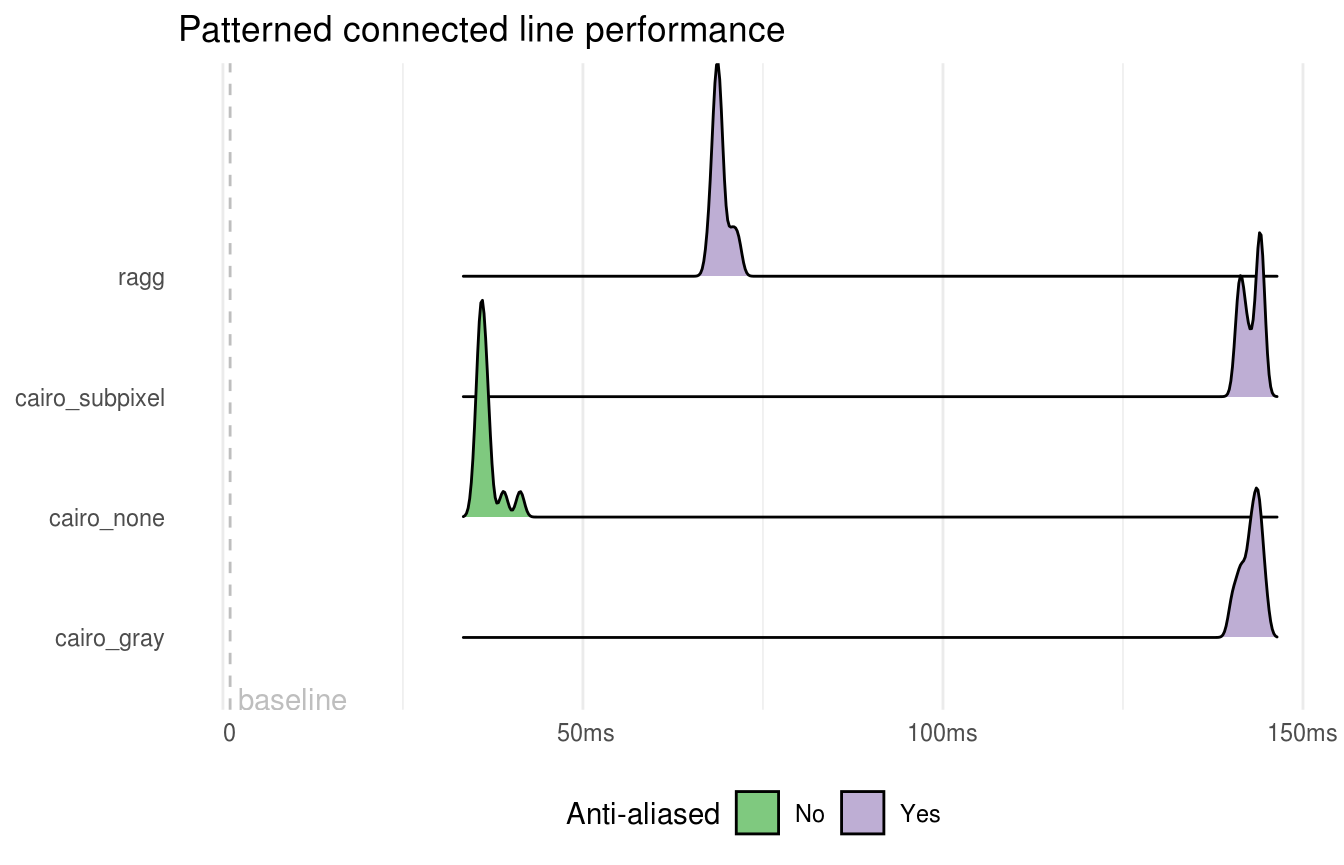 Patterned connected line performance
ragg
cairo_subpixel
cairo_none
cairo_gray
baseline
0 50ms 100ms 150ms
Anti-aliased No Yes